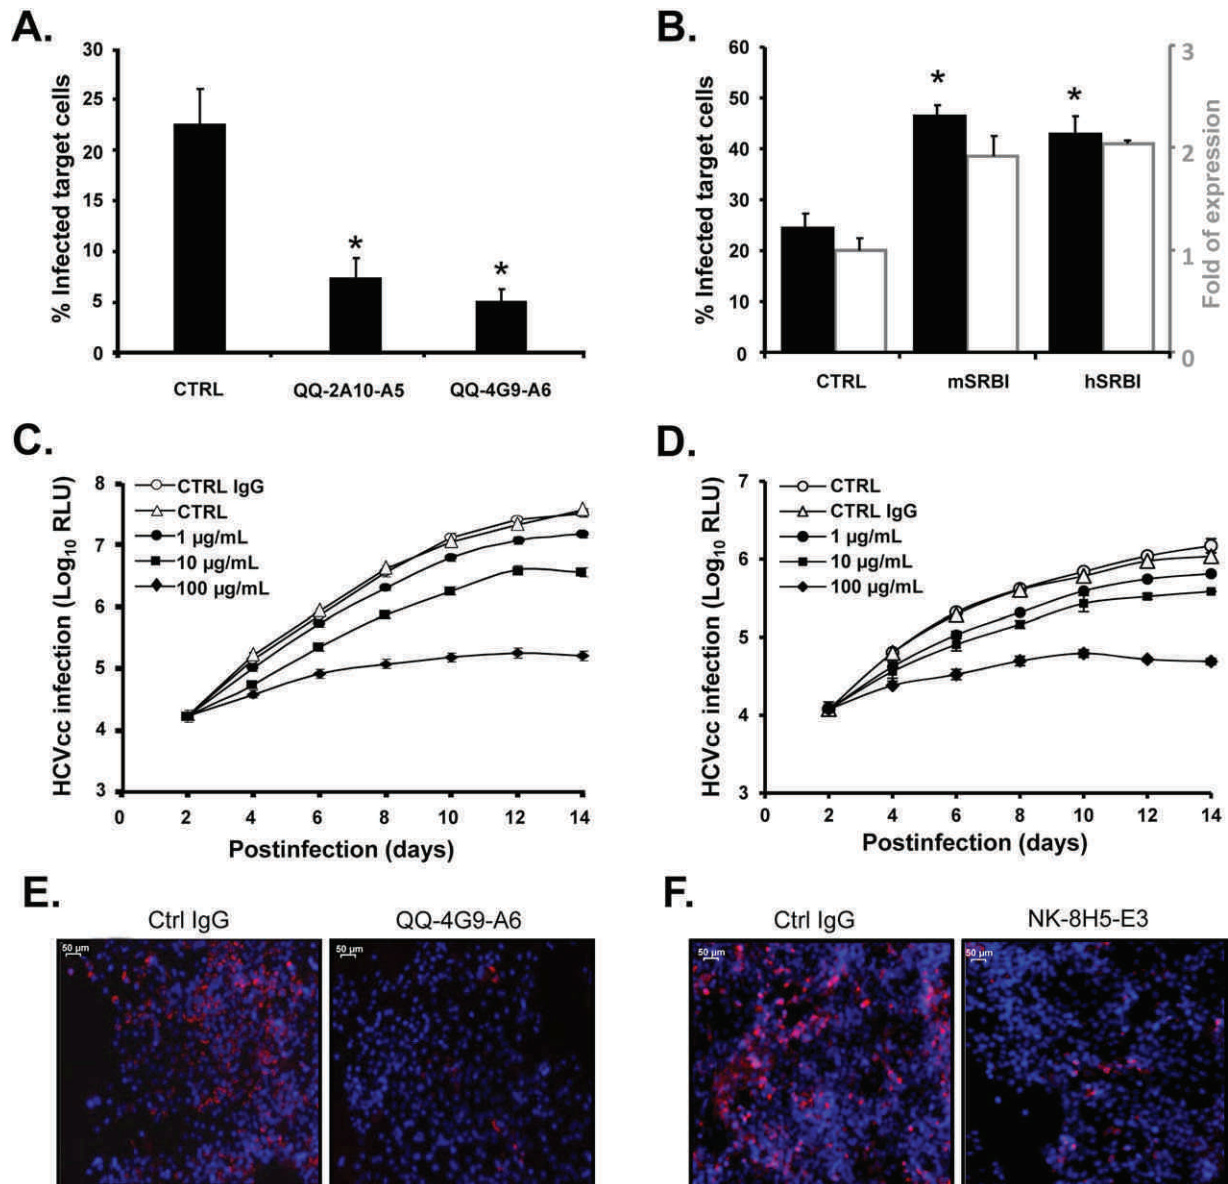 A.
% Infected target cells
30
25
20
15
10
5
0
*
*
CTRL
QQ-2A10-A5
QQ-4G9-A6
B.
% Infected target cells
60
50
40
30
20
10
0
*
*
3
2
1
0
Fold of expression
CTRL
mSRBI
hSRBI
C.
HCVcc infection (Log10 RLU)
8
7
6
5
4
3
CTRL IgG
CTRL
1 µg/mL
10 µg/mL
100 µg/mL
0
2
4
6
8
10
12
14
Postinfection (days)
D.
HCVcc infection (Log10 RLU)
7
6
5
4
3
CTRL
CTRL IgG
1 µg/mL
10 µg/mL
100 µg/mL
0
2
4
6
8
10
12
14
Postinfection (days)
E.
Ctrl IgG
QQ-4G9-A6
50 µm
50 µm
F.
Ctrl IgG
NK-8H5-E3
50 µm
50 µm